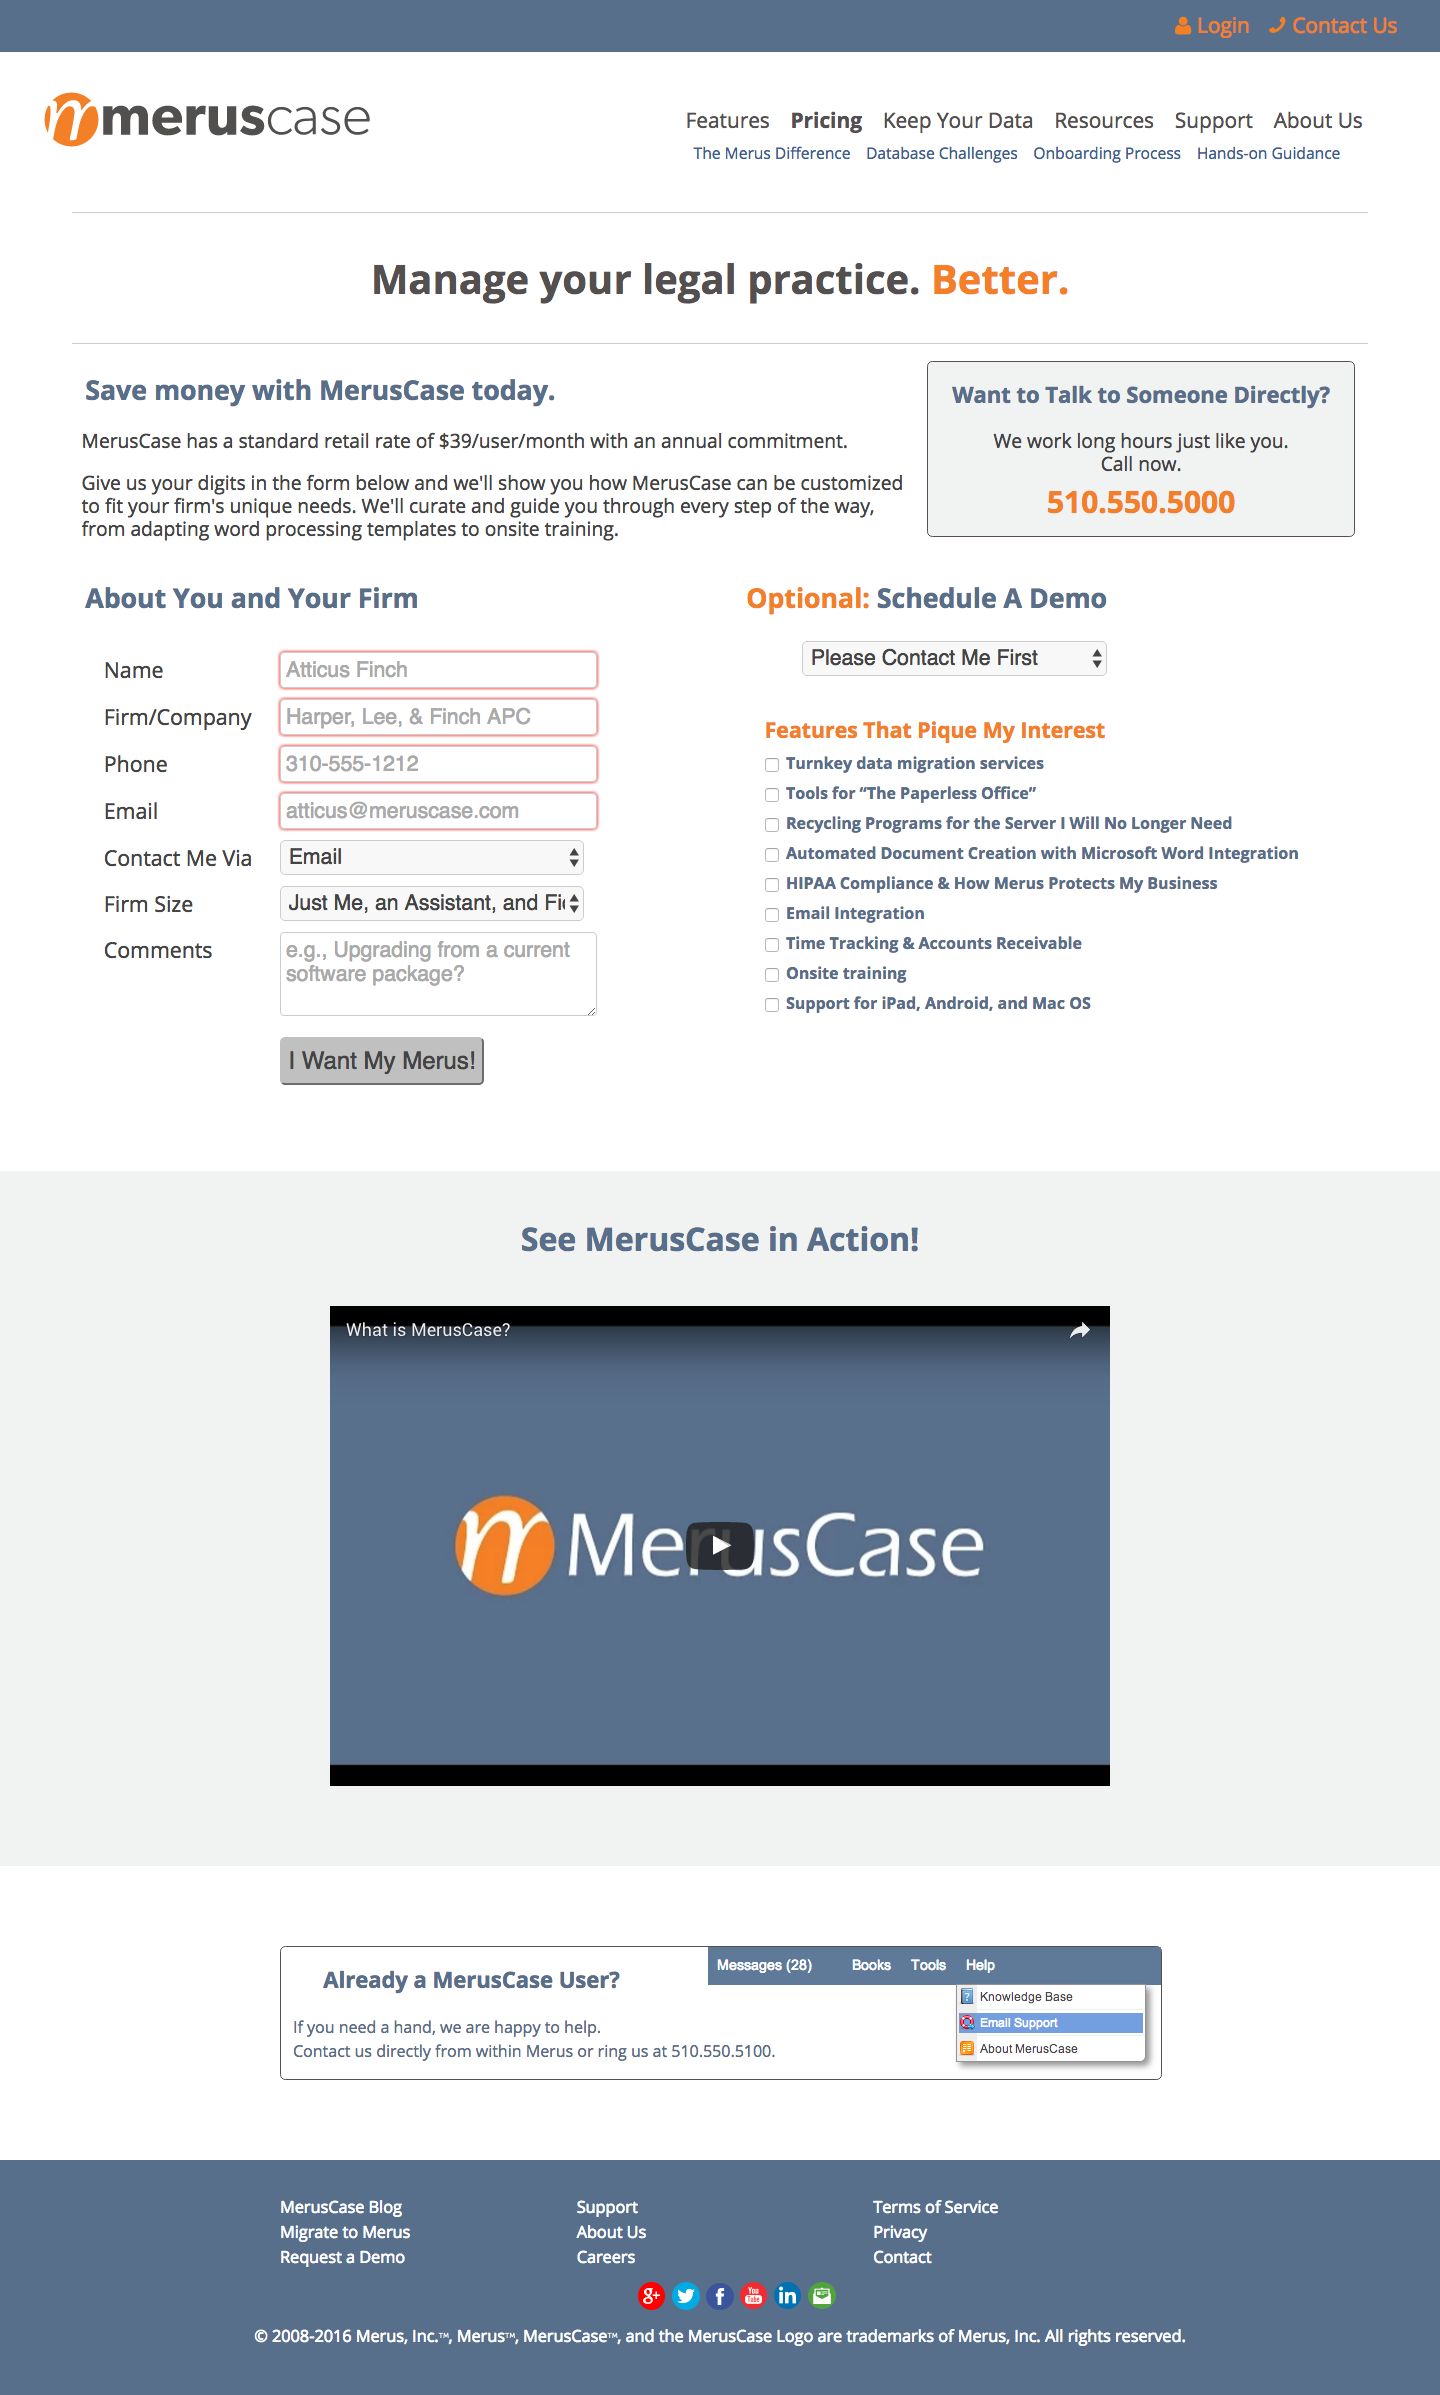 Login Contact Us
meruscase
Features Pricing Keep Your Data Resources Support About Us
The Merus Difference Database Challenges Onboarding Process Hands-on Guidance
Manage your legal practice. Better.
Save money with MerusCase today.
MerusCase has a standard retail rate of $39/user/month with an annual commitment.
Give us your digits in the form below and we'll show you how MerusCase can be customized
to fit your firm's unique needs. We'll curate and guide you through every step of the way,
from adapting word processing templates to onsite training.
Want to Talk to Someone Directly?
We work long hours just like you.
Call now.
510.550.5000
About You and Your Firm
Name Atticus Finch
Firm/Company Harper, Lee, & Finch APC
Phone 310-555-1212
Email atticus@meruscase.com
Contact Me Via Email
Firm Size Just Me, an Assistant, and Fi
Comments e.g., Upgrading from a current
software package?
I Want My Merus!
Optional: Schedule A Demo
Please Contact Me First
Features That Pique My Interest
Turnkey data migration services
Tools for “The Paperless Office”
Recycling Programs for the Server I Will No Longer Need
Automated Document Creation with Microsoft Word Integration
HIPAA Compliance & How Merus Protects My Business
Email Integration
Time Tracking & Accounts Receivable
Onsite training
Support for iPad, Android, and Mac OS
See MerusCase in Action!
What is MerusCase?
MerusCase
Already a MerusCase User?
If you need a hand, we are happy to help.
Contact us directly from within Merus or ring us at 510.550.5100.
Messages (28) Books Tools Help
Knowledge Base
Email Support
About MerusCase
MerusCase Blog Support Terms of Service
Migrate to Merus About Us Privacy
Request a Demo Careers Contact
© 2008-2016 Merus, Inc.™, Merus™, MerusCase™, and the MerusCase Logo are trademarks of Merus, Inc. All rights reserved.